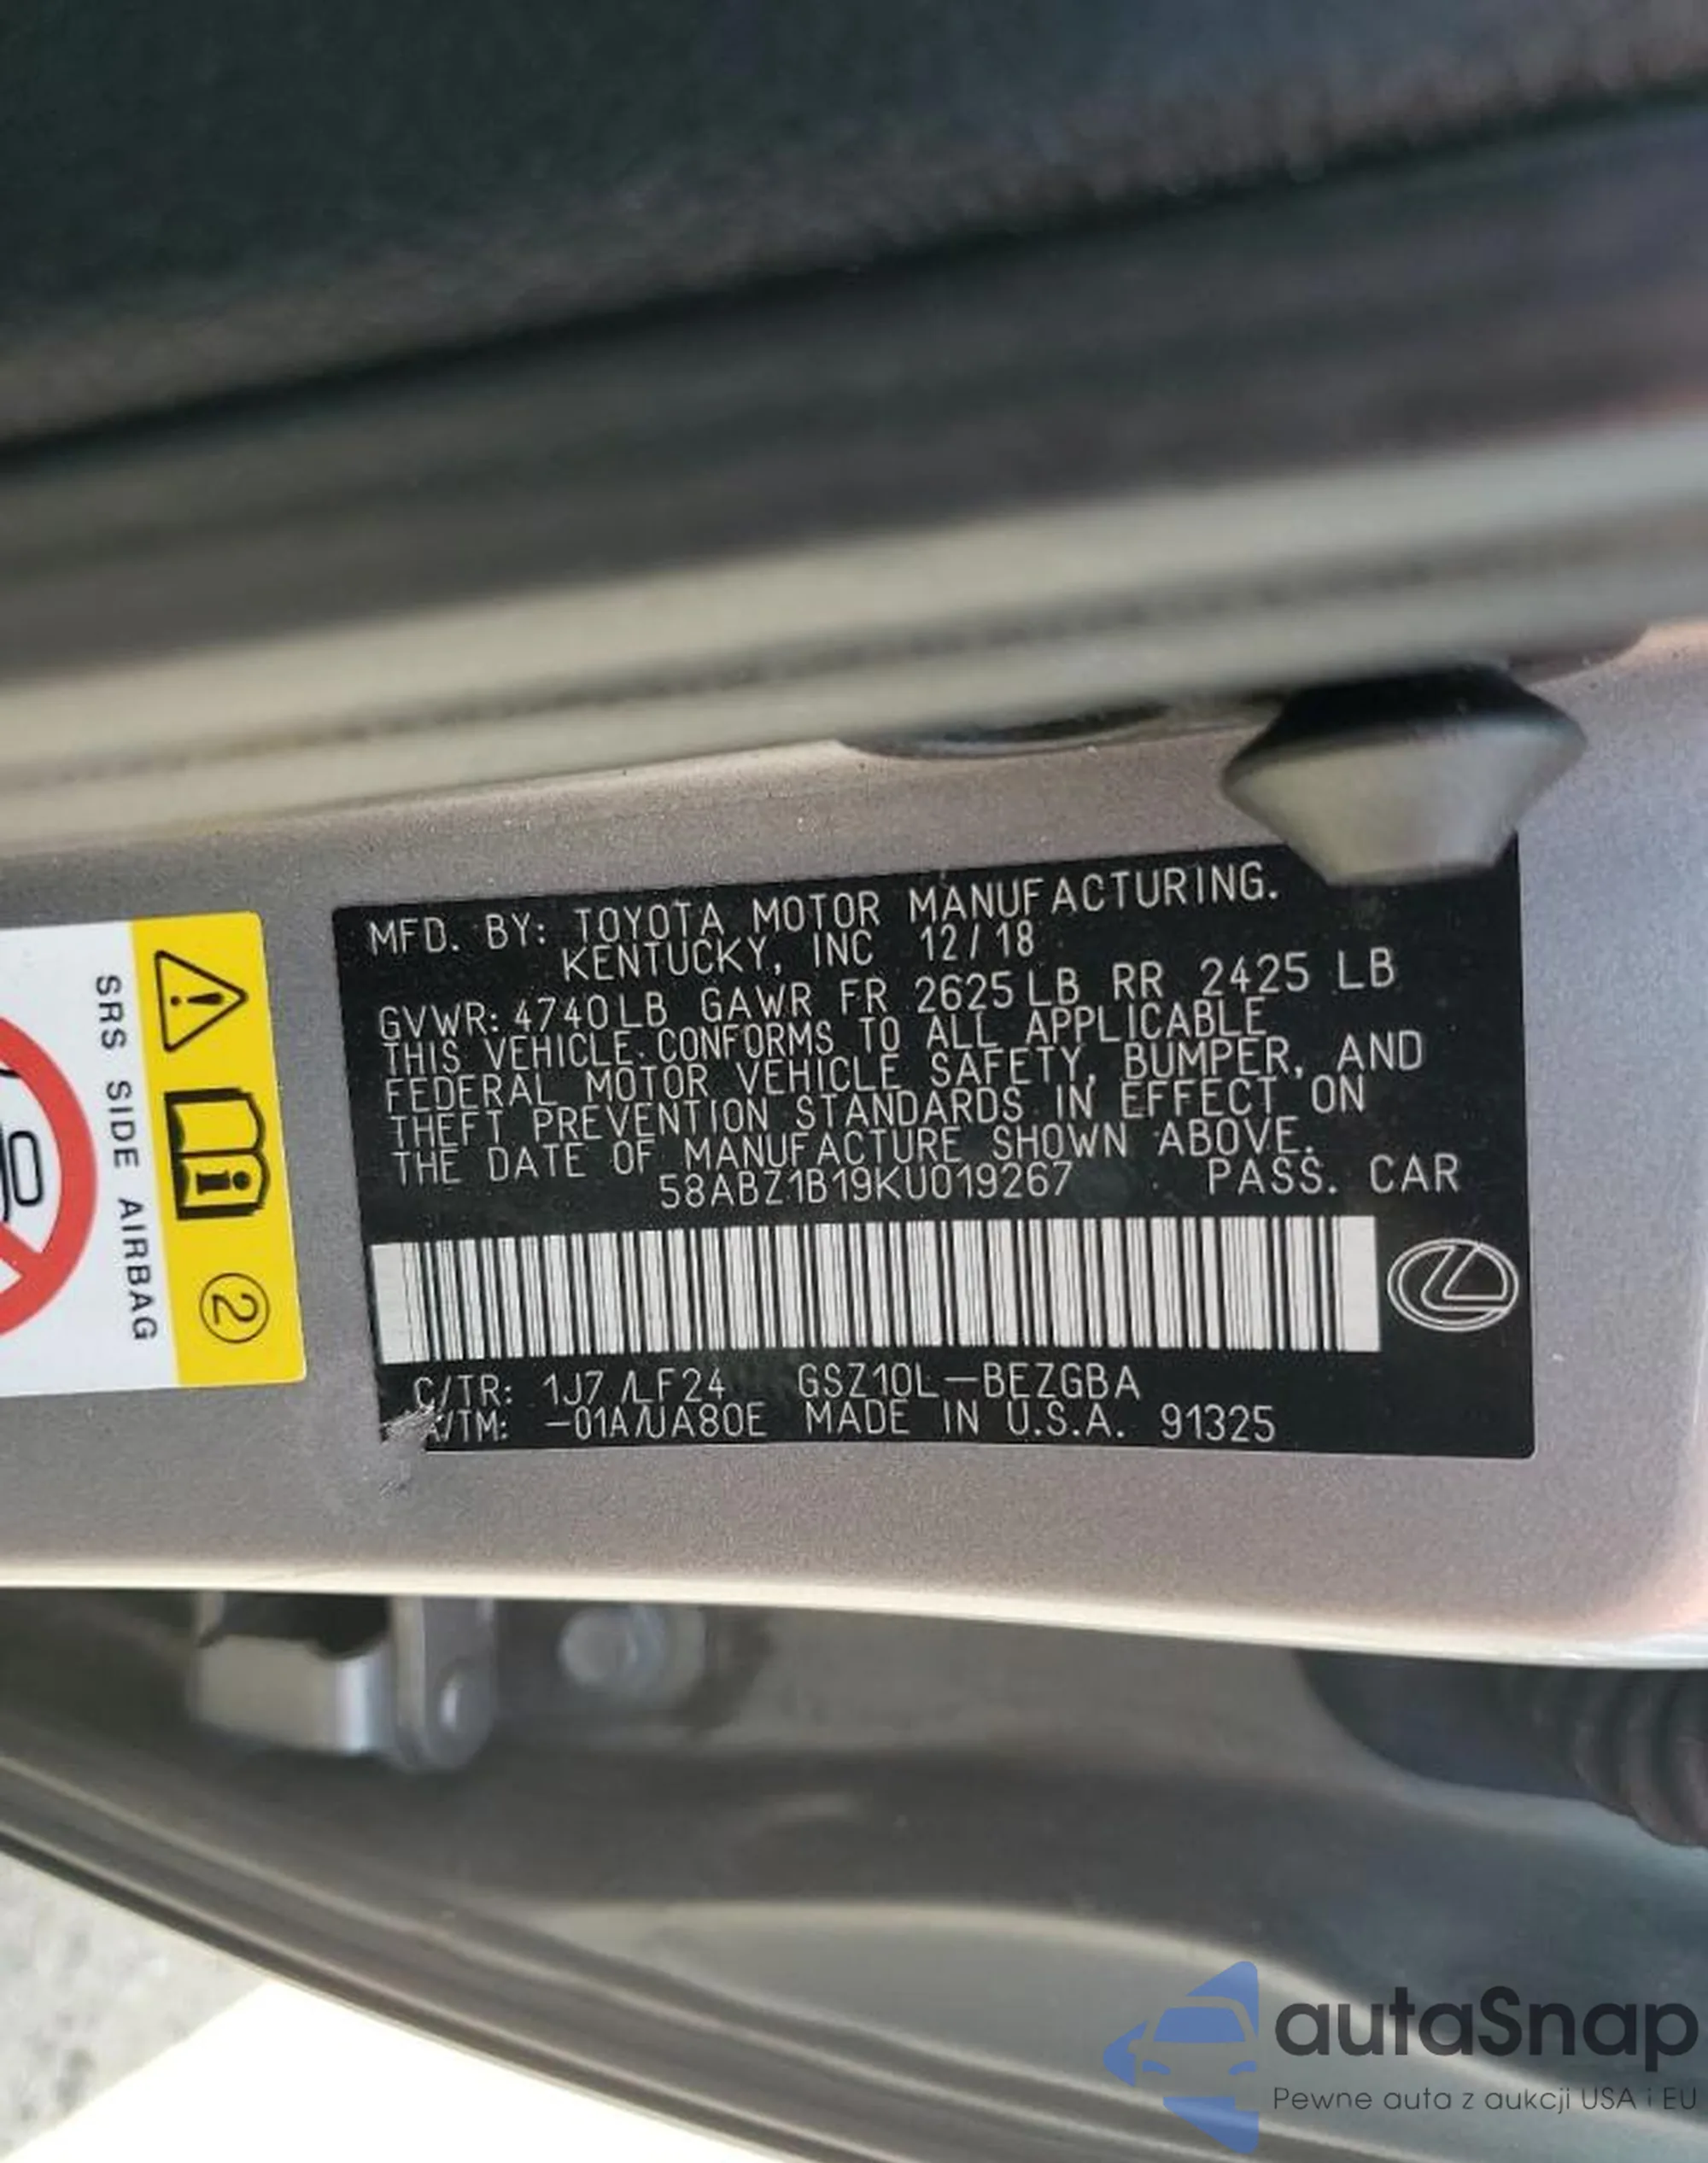 MFD. BY: TOYOTA MOTOR MANUFACTURING.
KENTUCKY, INC 12/18
GVWR: 4740LB GAWR FR 2625LB RR 2425 LB
THIS VEHICLE CONFORMS TO ALL APPLICABLE
FEDERAL MOTOR VEHICLE SAFETY, BUMPER, AND
THEFT PREVENTION STANDARDS IN EFFECT ON
THE DATE OF MANUFACTURE SHOWN ABOVE.
58ABZ1B19KU019267 PASS. CAR
C/TR: 1J7 /LF24 GSZ10L-BEZGBA
/TM: -01A/UA80E MADE IN U.S.A. 91325
SRS SIDE AIRBAG
2
autaSnap
Pewne auta z aukcji USA i EU